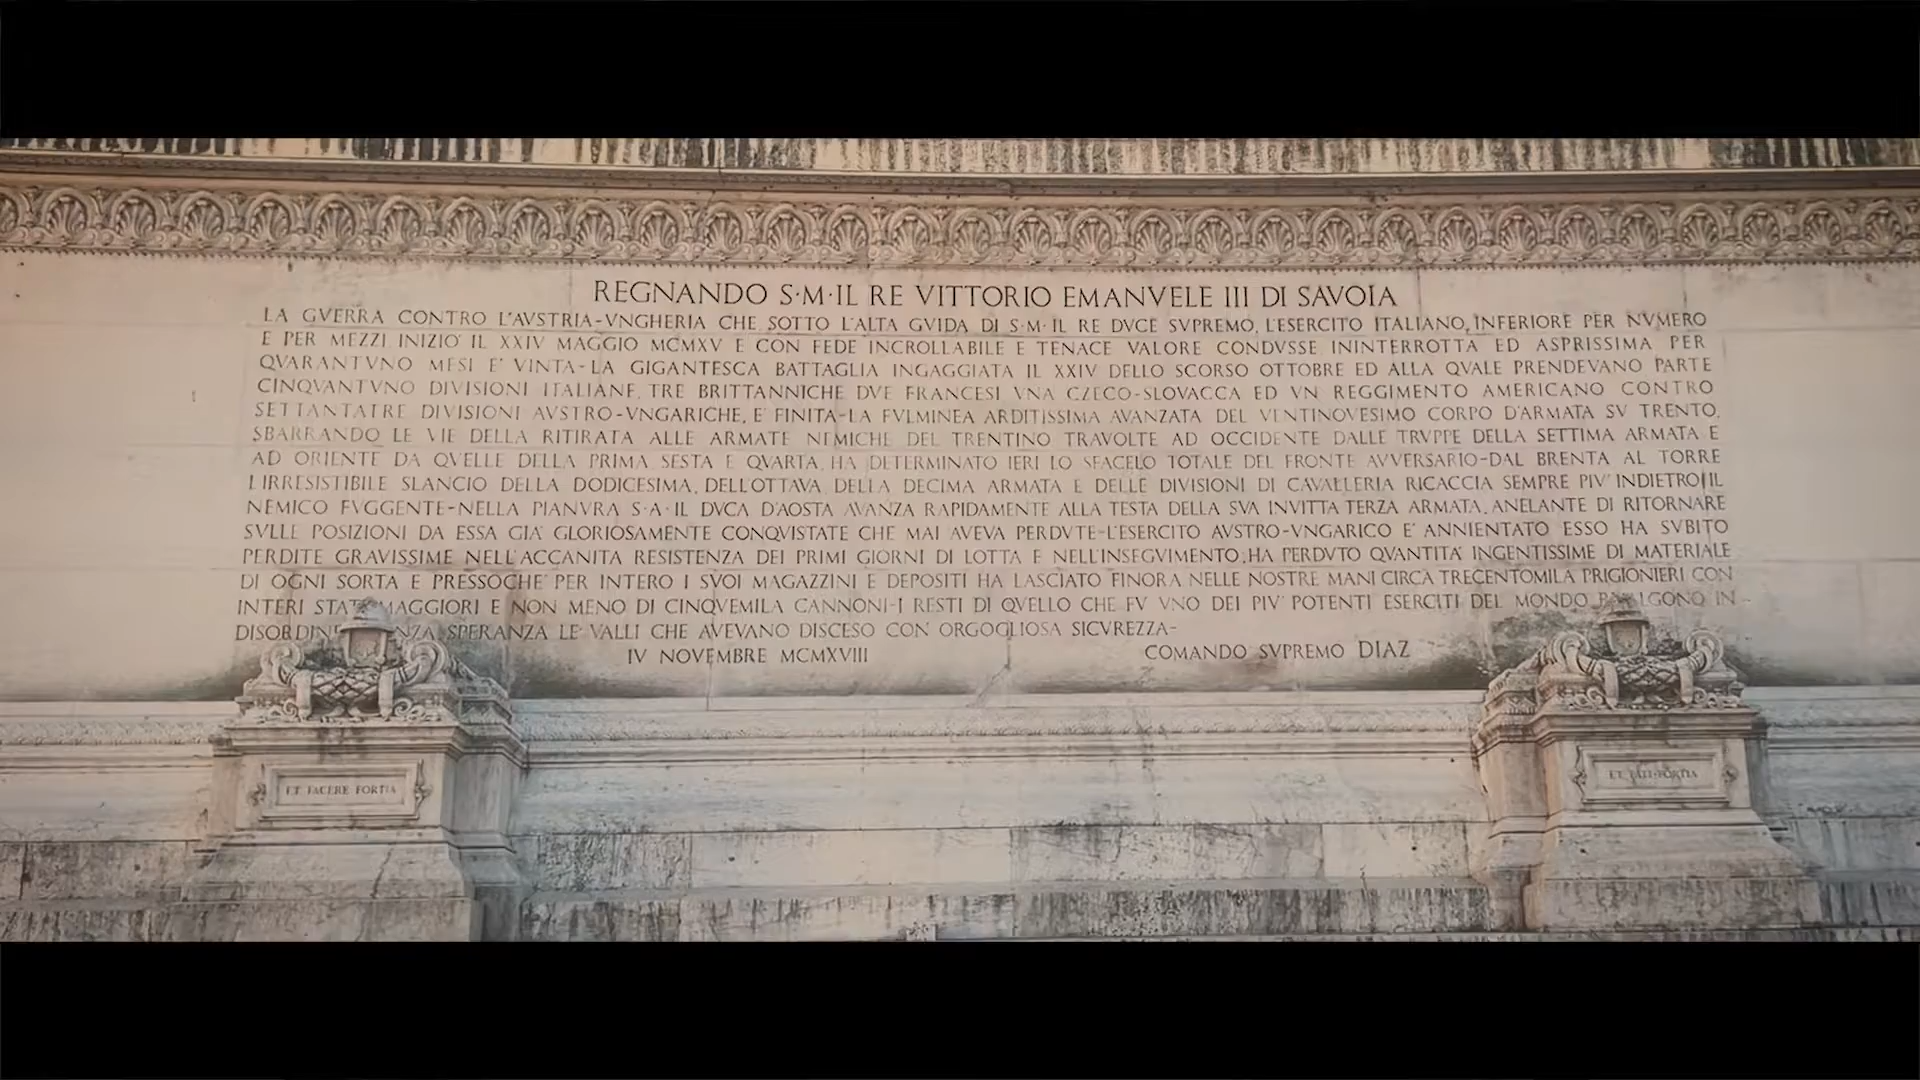 REGNANDO S·M·IL RE VITTORIO EMANVELE III DI SAVOIA
LA GVERRA CONTRO L'AVSTRIA-VNGHERIA CHE SOTTO L'ALTA GVIDA DI S·M·IL RE DVCE SVPREMO, L'ESERCITO ITALIANO, INFERIORE PER NVMERO
E PER MEZZI INIZIO' IL XXIV MAGGIO MCMXV E CON FEDE INCROLLABILE E TENACE VALORE CONDVSSE ININTERROTTA ED ASPRISSIMA PER
QVARANTVNO MESI E' VINTA-LA GIGANTESCA BATTAGLIA INGAGGIATA IL XXIV DELLO SCORSO OTTOBRE ED ALLA QVALE PRENDEVANO PARTE
CINQVANTVNO DIVISIONI ITALIANE, TRE BRITTANNICHE DVE FRANCESI VNA CZECO-SLOVACCA ED VN REGGIMENTO AMERICANO CONTRO
SETTANTATRE DIVISIONI AVSTRO-VNGARICHE, E' FINITA-LA FVLMINEA ARDITISSIMA AVANZATA DEL VENTINOVESIMO CORPO D'ARMATA SV TRENTO,
SBARRANDO LE VIE DELLA RITIRATA ALLE ARMATE NEMICHE DEL TRENTINO TRAVOLTE AD OCCIDENTE DALLE TRVPPE DELLA SETTIMA ARMATA E
AD ORIENTE DA QVELLE DELLA PRIMA SESTA E QVARTA, HA DETERMINATO IERI LO SFACELO TOTALE DEL FRONTE AVVERSARIO-DAL BRENTA AL TORRE
L'IRRESISTIBILE SLANCIO DELLA DODICESIMA, DELL'OTTAVA, DELLA DECIMA ARMATA E DELLE DIVISIONI DI CAVALLERIA RICACCIA SEMPRE PIV' INDIETRO IL
NEMICO FVGGENTE-NELLA PIANVRA S·A·IL DVCA D'AOSTA AVANZA RAPIDAMENTE ALLA TESTA DELLA SVA INVITTA TERZA ARMATA, ANELANTE DI RITORNARE
SVLLE POSIZIONI DA ESSA GIA' GLORIOSAMENTE CONQVISTATE CHE MAI AVEVA PERDVTE-L'ESERCITO AVSTRO-VNGARICO E' ANNIENTATO ESSO HA SVBITO
PERDITE GRAVISSIME NELL'ACCANITA RESISTENZA DEI PRIMI GIORNI DI LOTTA E NELL'INSEGVIMENTO, HA PERDVTO QVANTITA' INGENTISSIME DI MATERIALE
DI OGNI SORTA E PRESSOCHE' PER INTERO I SVOI MAGAZZINI E DEPOSITI HA LASCIATO FINORA NELLE NOSTRE MANI CIRCA TRECENTOMILA PRIGIONIERI CON
INTERI MAGGIORI E NON MENO DI CINQVEMILA CANNONI-I RESTI DI QVELLO CHE FV VNO DEI PIV' POTENTI ESERCITI DEL MONDO IN
SPERANZA LE VALLI CHE AVEVANO DISCESO CON ORGOGLIOSA SICVREZZA-
IV NOVEMBRE MCMXVIII COMANDO SVPREMO DIAZ
ET FACERE FORTIA
ET PATI·FORTIA